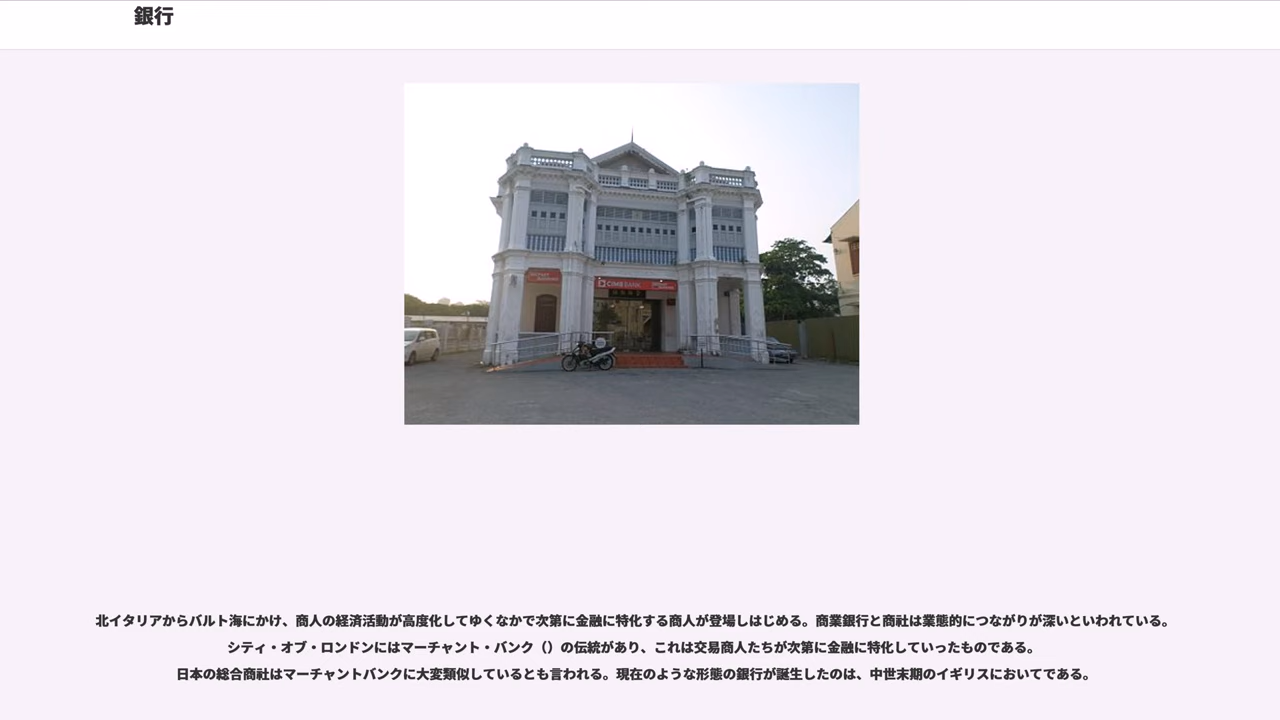 銀行
CIMB BANK
北イタリアからバルト海にかけ、商人の経済活動が高度化してゆくなかで次第に金融に特化する商人が登場しはじめる。商業銀行と商社は業態的につながりが深いといわれている。
シティ・オブ・ロンドンにはマーチャント・バンク（）の伝統があり、これは交易商人たちが次第に金融に特化していったものである。
日本の総合商社はマーチャントバンクに大変類似しているとも言われる。現在のような形態の銀行が誕生したのは、中世末期のイギリスにおいてである。